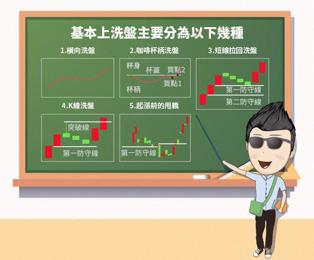 基本上洗盤主要分為以下幾種
1.橫向洗盤
2.咖啡杯柄洗盤
3.短線拉回洗盤
杯身
杯蓋
買點2
買點1
杯柄
第一防守線
第二防守線
4.K線洗盤
5.起漲前的甩轎
突破線
第一防守線
第一防守線